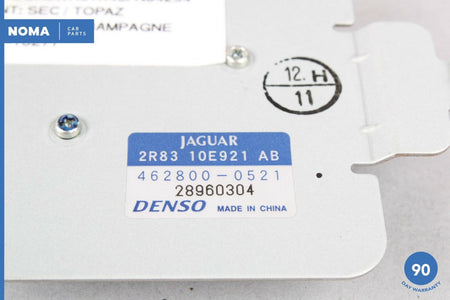 NOMA CAR PARTS
NT: SEC / TOPAZ
AMPAGNE
12. H
11
JAGUAR
2R83 10E921 AB
462800-0521
28960304
DENSO MADE IN CHINA
90
DAY WARRANTY